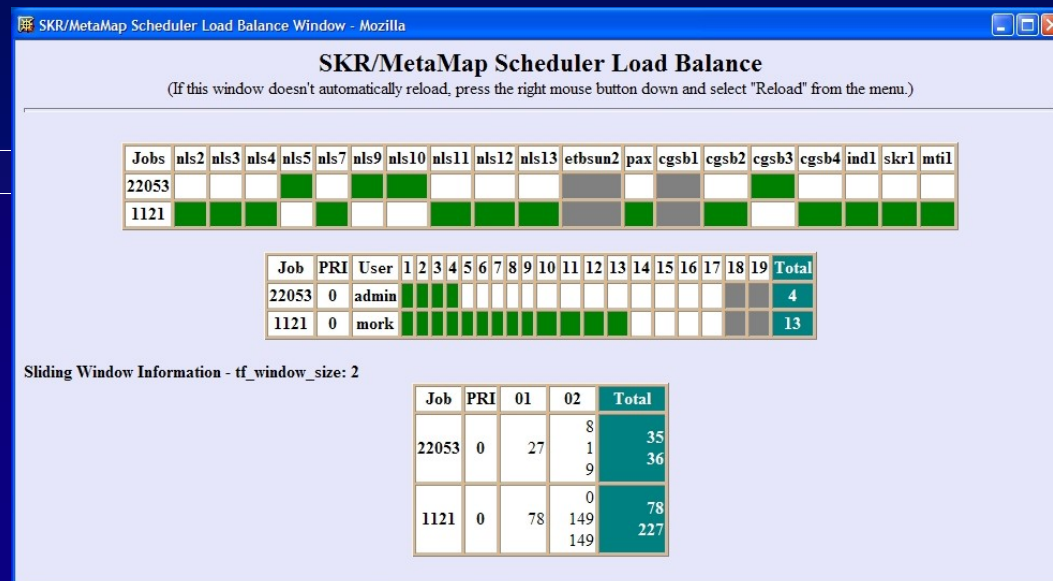 SKR/MetaMap Scheduler Load Balance Window - Mozilla
SKR/MetaMap Scheduler Load Balance
(If this window doesn't automatically reload, press the right mouse button down and select "Reload" from the menu.)
Jobs nls2 nls3 nls4 nls5 nls7 nls9 nls10 nls11 nls12 nls13 etbsun2 pax cgsb1 cgsb2 cgsb3 cgsb4 ind1 skr1 mti1
22053
1121
Job PRI User 1 2 3 4 5 6 7 8 9 10 11 12 13 14 15 16 17 18 19 Total
22053 0 admin 4
1121 0 mork 13
Sliding Window Information - tf_window_size: 2
Job PRI 01 02 Total
8
22053 0 27 1 35
9 36
0
1121 0 78 149 78
149 227